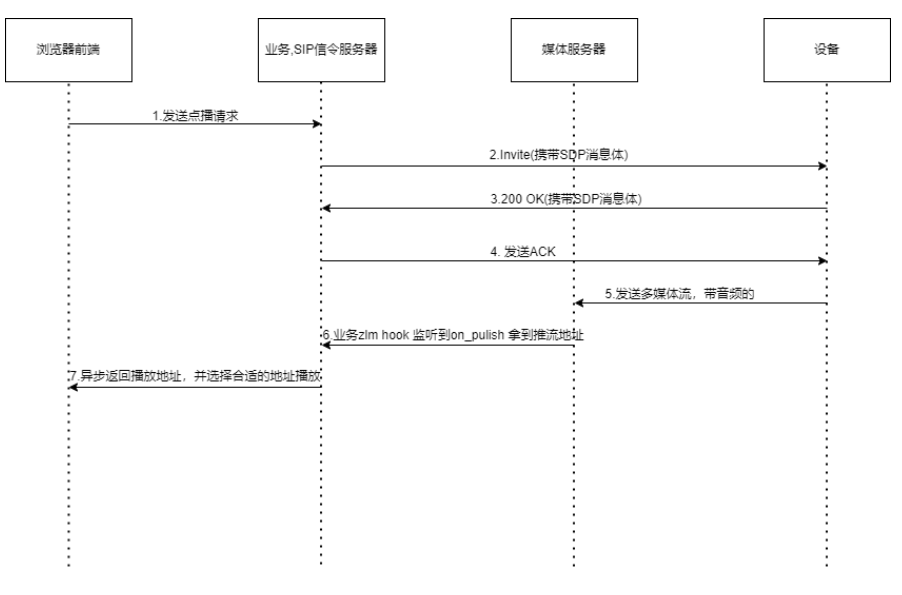 浏览器前端
业务,SIP信令服务器
媒体服务器
设备
1.发送点播请求
2.Invite(携带SDP消息体)
3.200 OK(携带SDP消息体)
4. 发送ACK
5.发送多媒体流，带音频的
6.业务zlm hook 监听到on_pulish 拿到推流地址
7.异步返回播放地址，并选择合适的地址播放